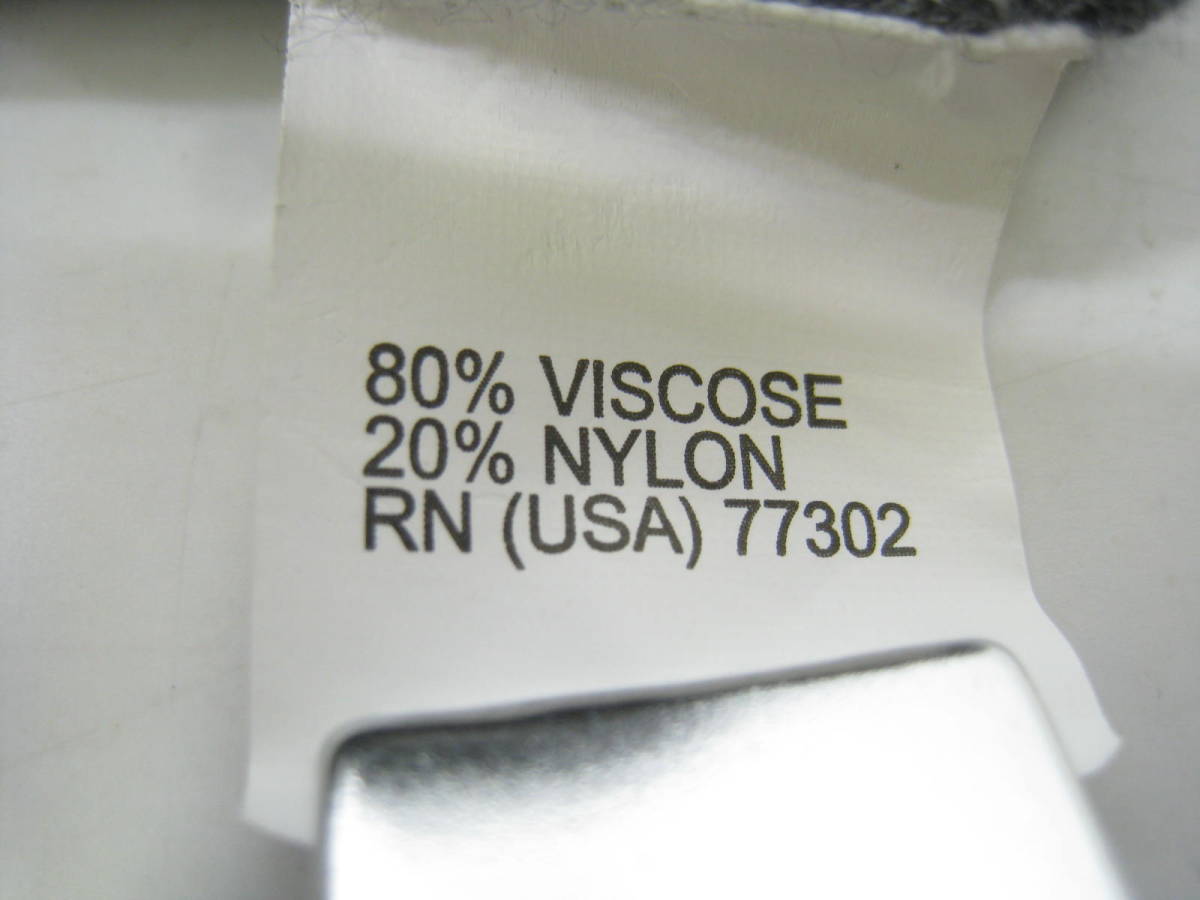 80% VISCOSE
20% NYLON
RN (USA) 77302